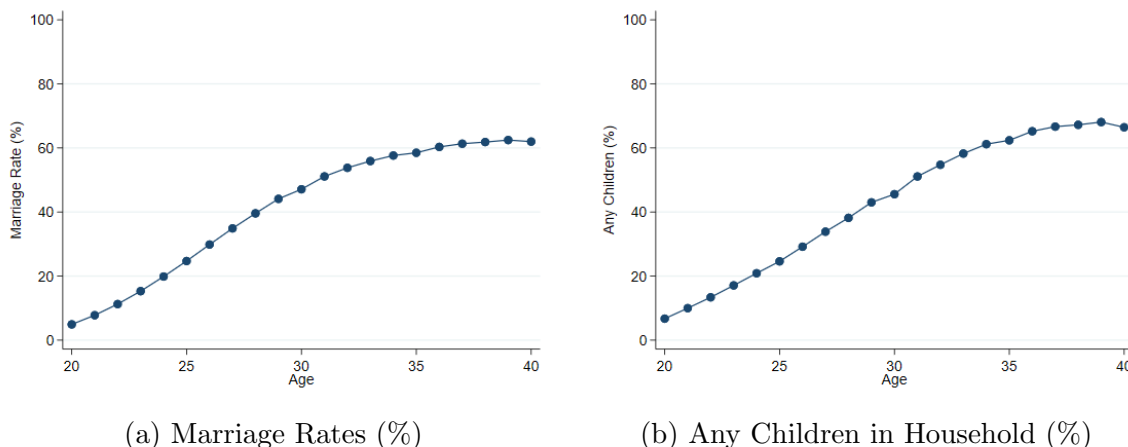 100
80
60
40
20
0
Marriage Rate (%)
20 25 30 35 40
Age
(a) Marriage Rates (%)
100
80
60
40
20
0
Any Children (%)
20 25 30 35 40
Age
(b) Any Children in Household (%)